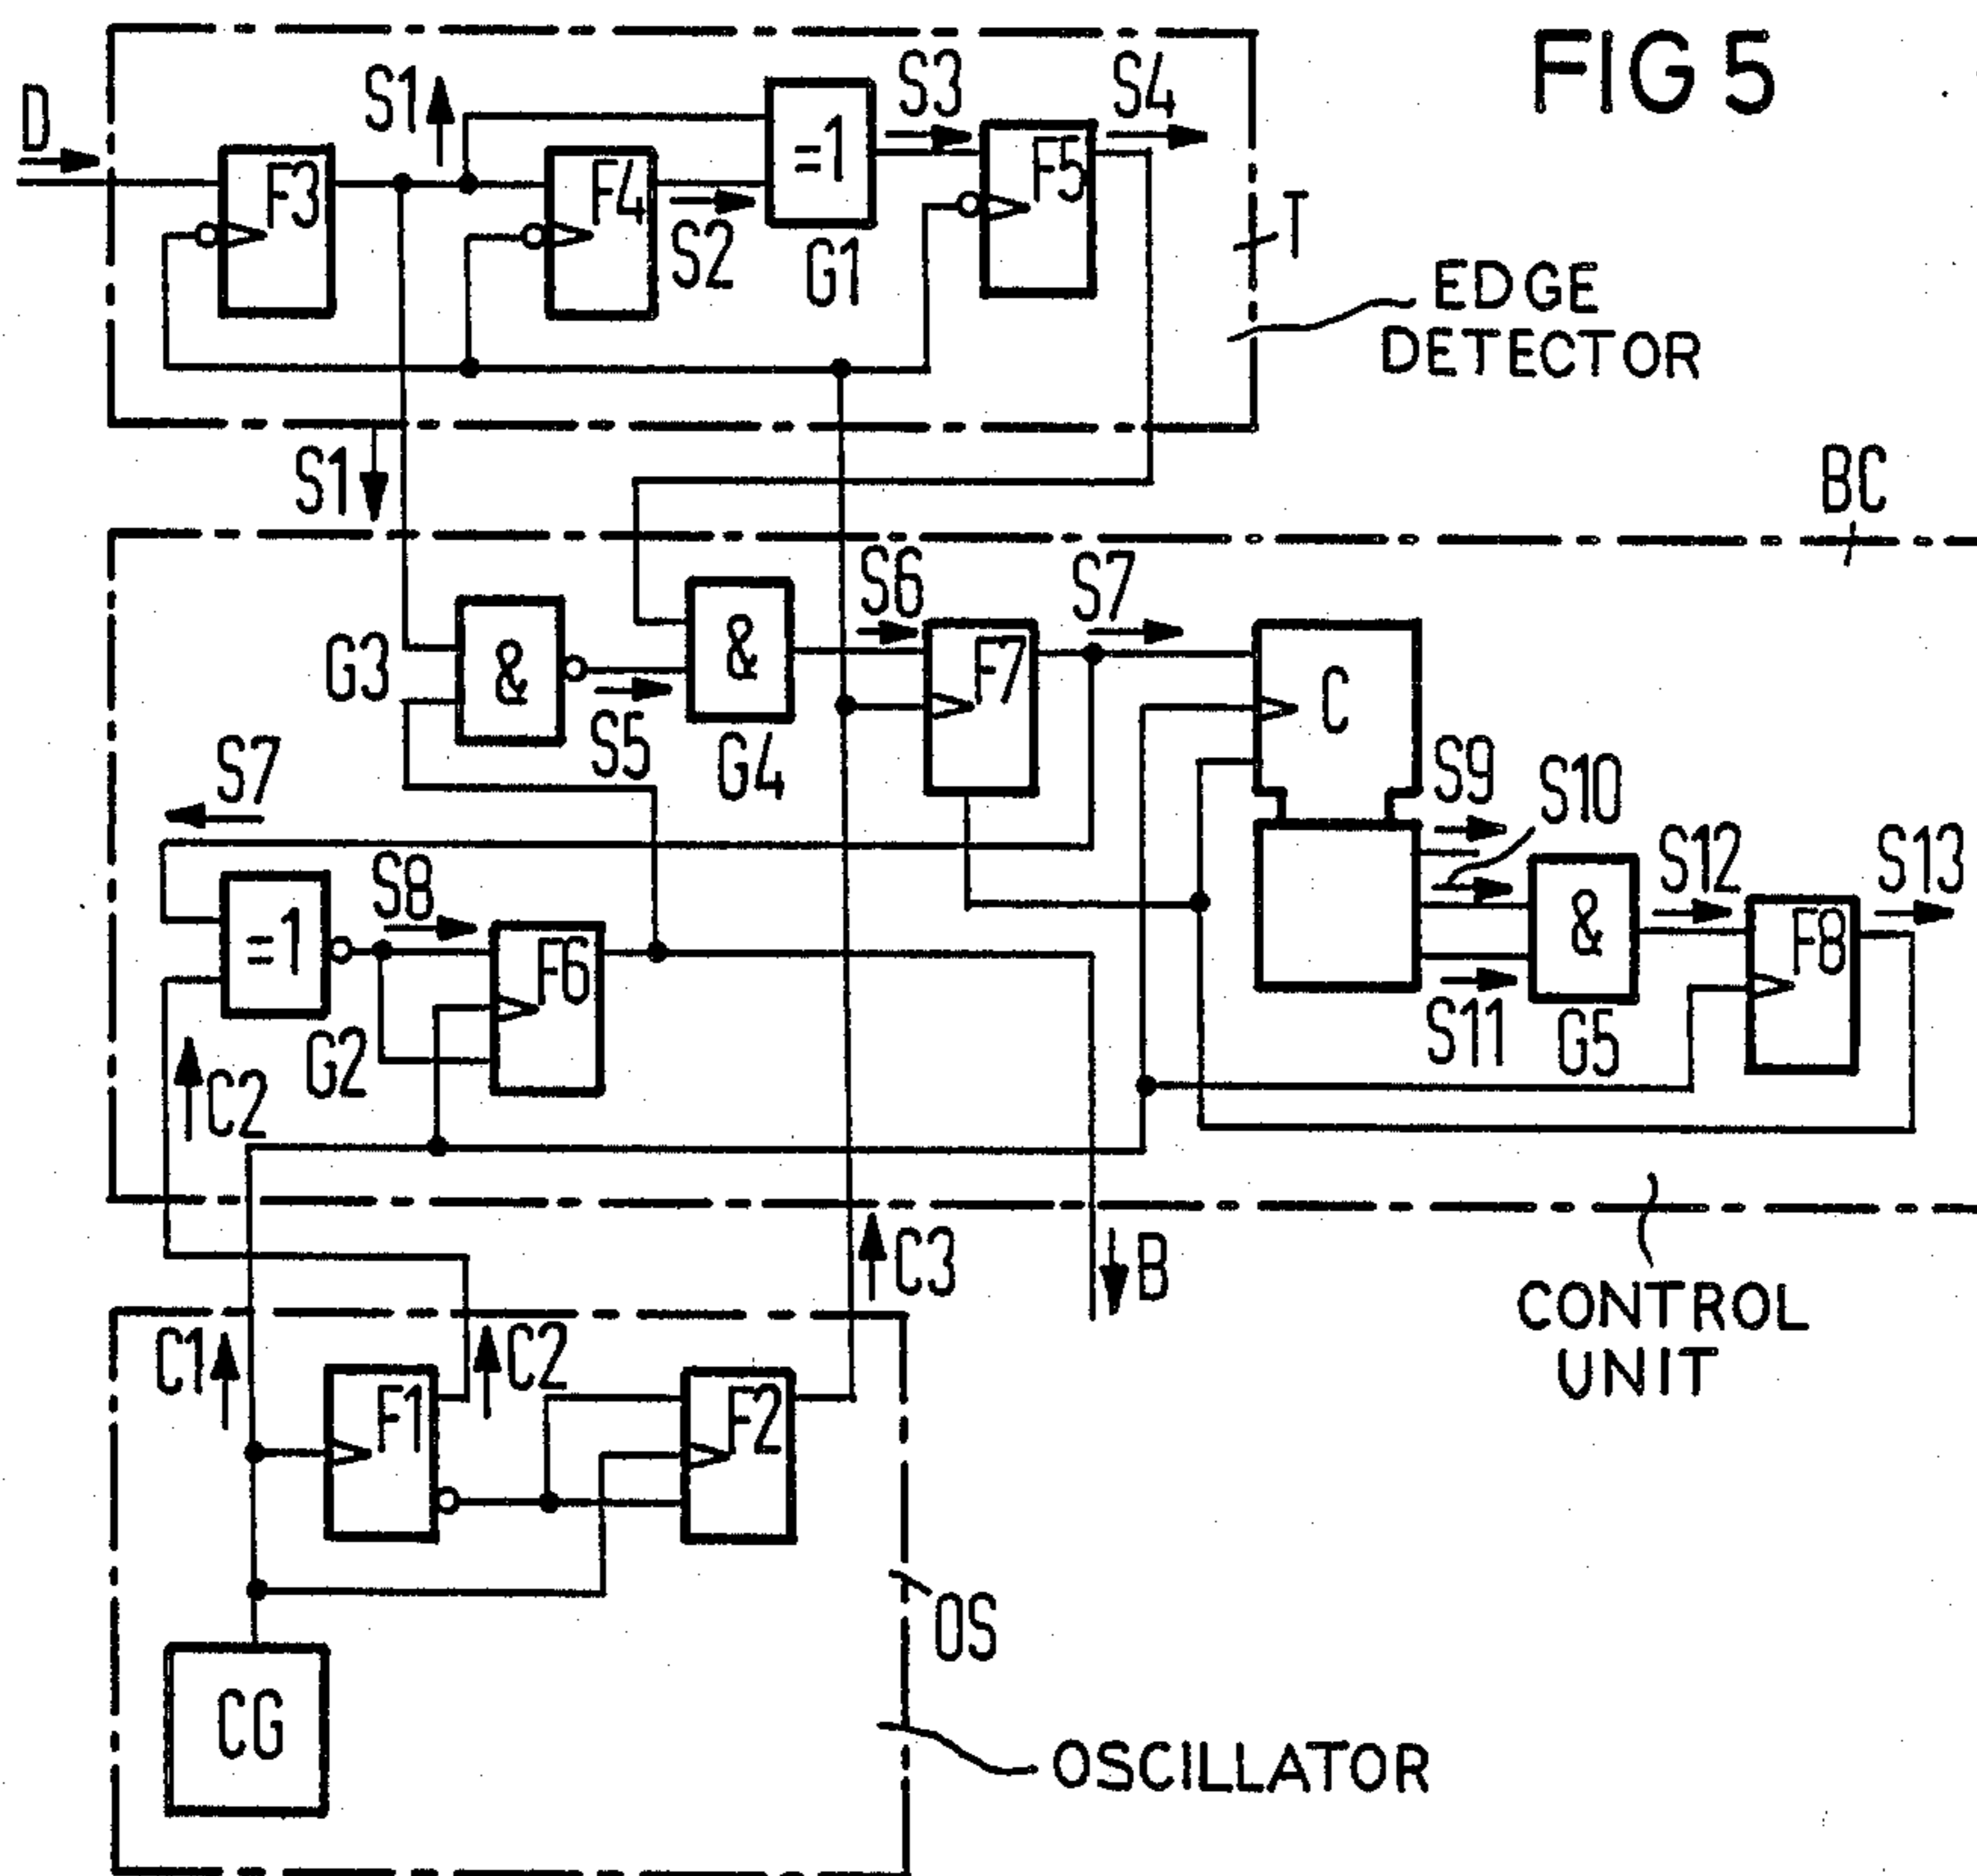 FIG 5
D
S1
S3
S4
F3
F4
=1
F5
S2
G1
T
EDGE
DETECTOR
S1
BC
S6
S7
G3
&
&
F7
C
S5
G4
S7
S9
S10
S8
S12
S13
=1
F6
&
F8
G2
S11
G5
C2
C3
B
CONTROL
UNIT
C1
C2
F1
F2
OS
CG
OSCILLATOR